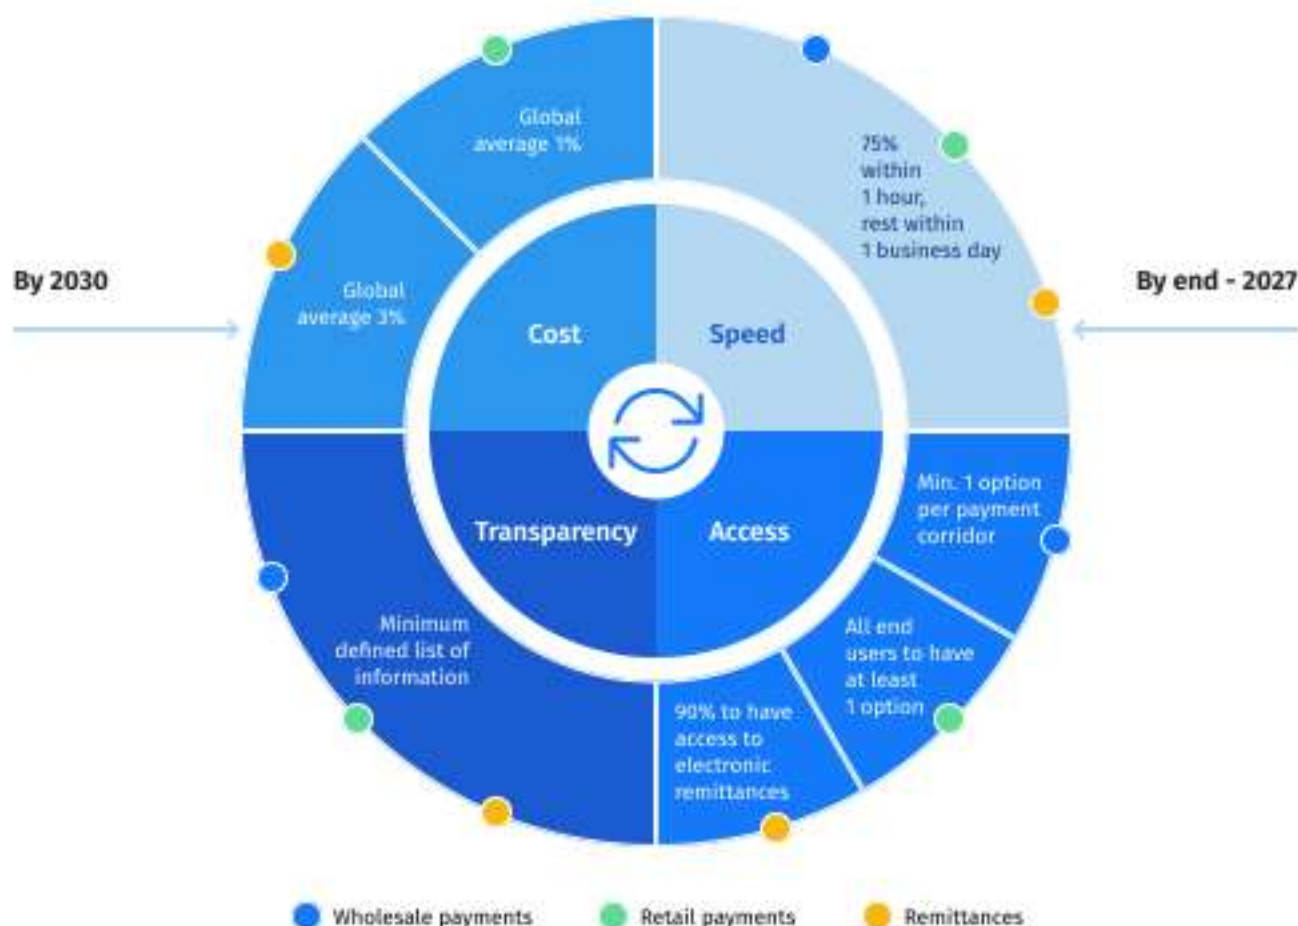 Global
average 1%
75%
within
1 hour,
rest within
1 business day
By 2030
By end - 2027
Global
average 3%
Cost
Speed
Transparency
Access
Min. 1 option
per payment
corridor
Minimum
defined list of
information
All end
users to have
at least
1 option
90% to have
access to
electronic
remittances
Wholesale payments
Retail payments
Remittances